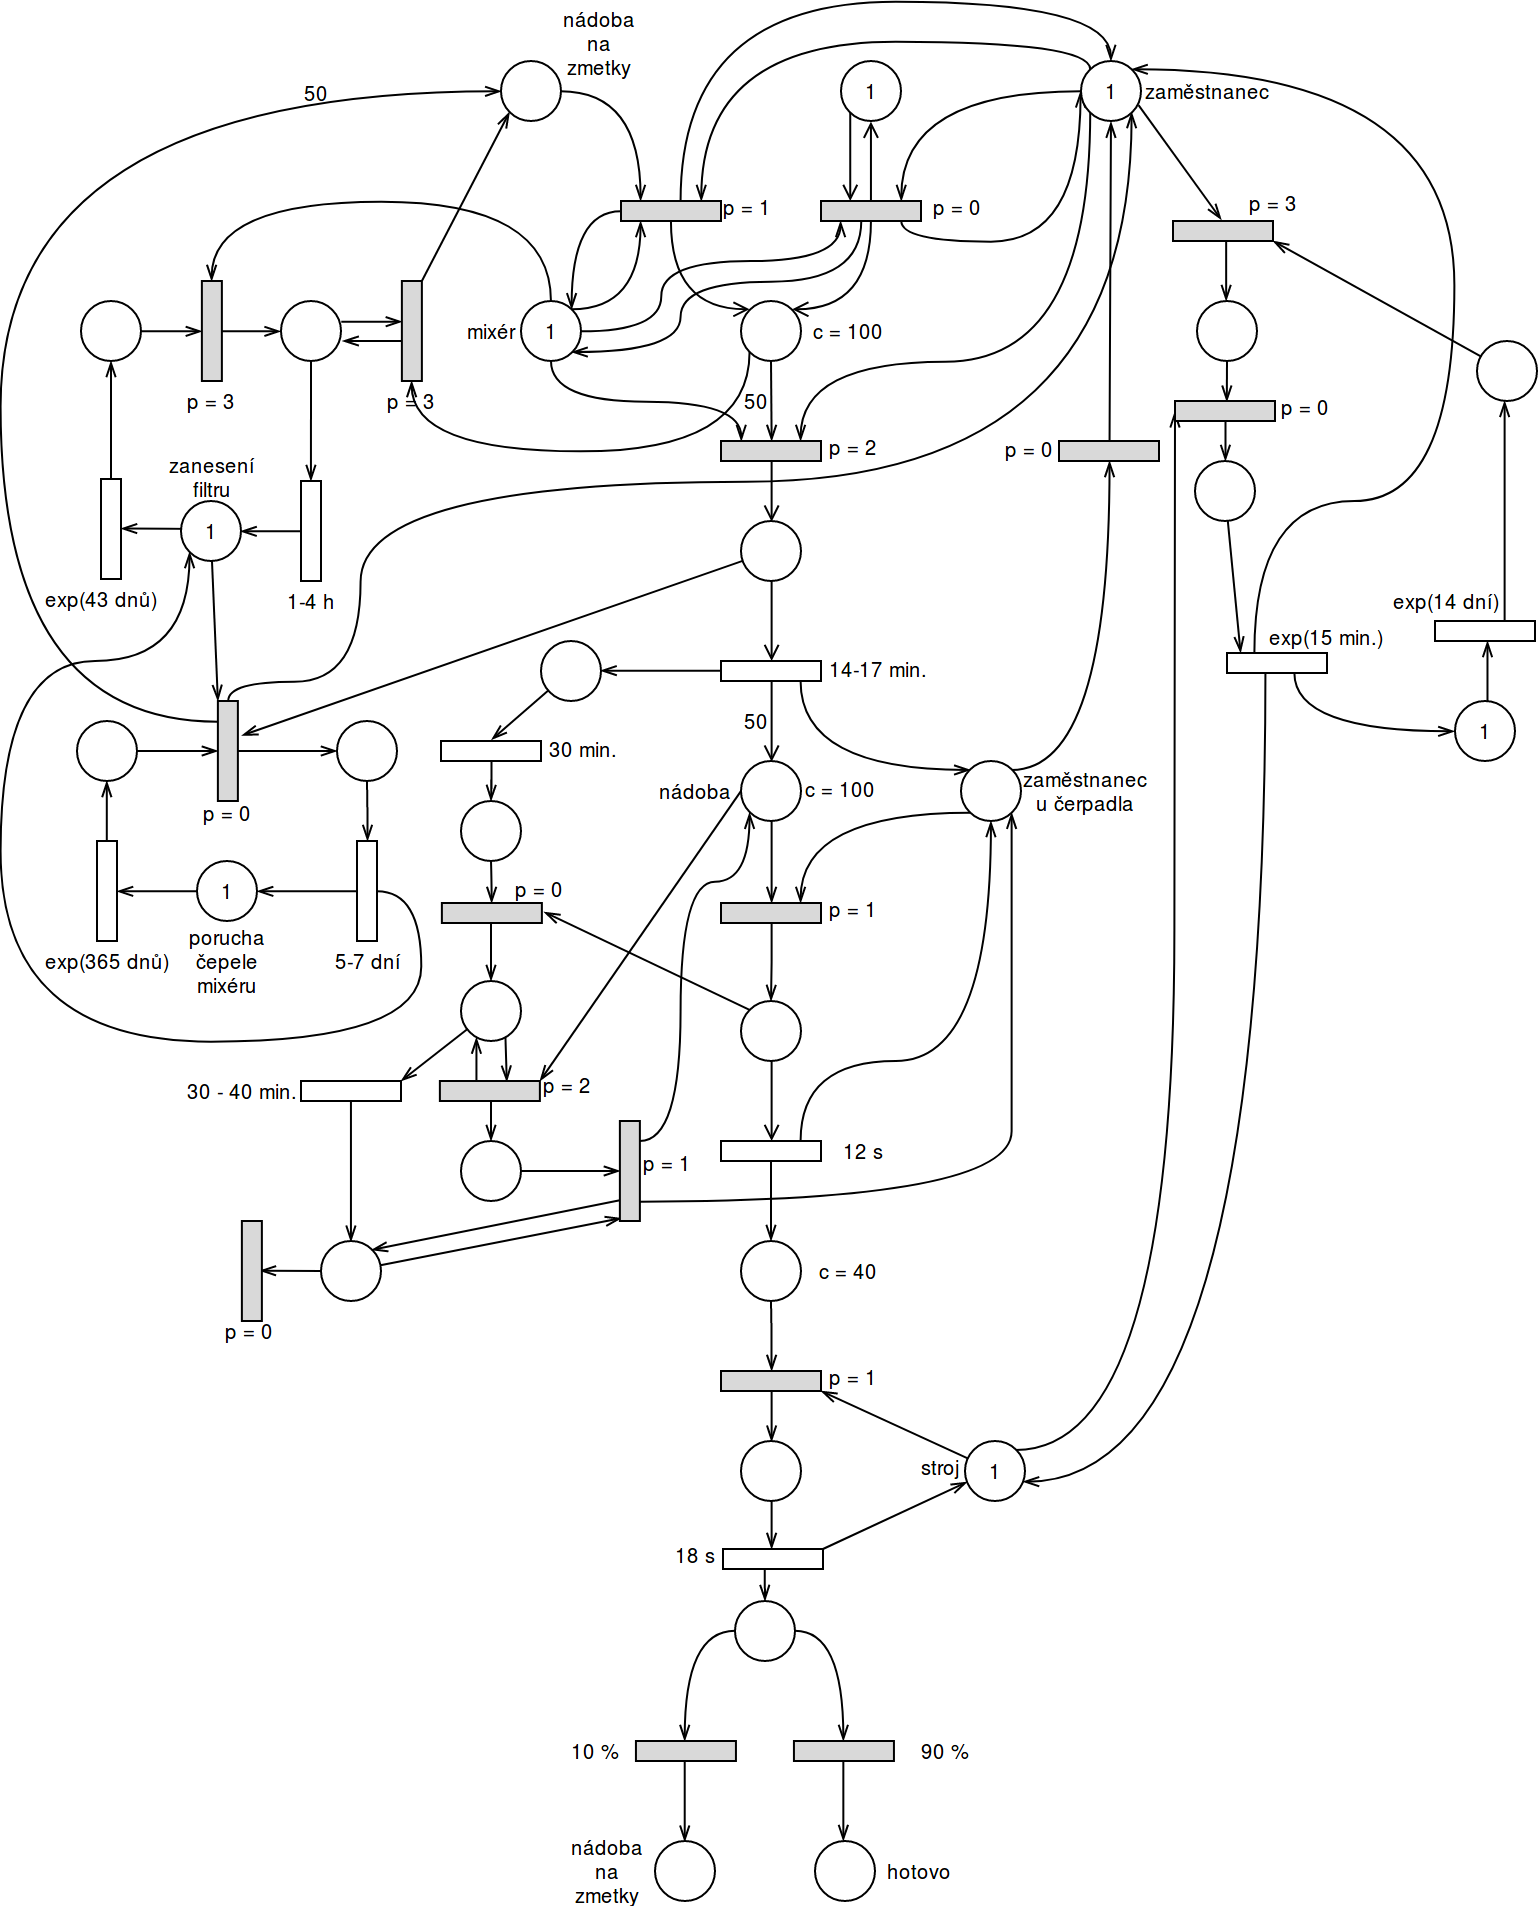 nádoba
na
zmetky
50
1
1
zaměstnanec
p = 1
p = 0
p = 3
mixér
1
c = 100
p = 3
p = 3
50
p = 2
p = 0
p = 0
zanesení
filtru
1
exp(43 dnů)
1-4 h
exp(14 dní)
exp(15 min.)
14-17 min.
50
1
30 min.
nádoba
c = 100
zaměstnanec
u čerpadla
p = 0
1
p = 0
p = 1
porucha
čepele
mixéru
exp(365 dnů)
5-7 dní
30 - 40 min.
p = 2
12 s
p = 1
c = 40
p = 0
p = 1
stroj
1
18 s
10 %
90 %
nádoba
na
zmetky
hotovo